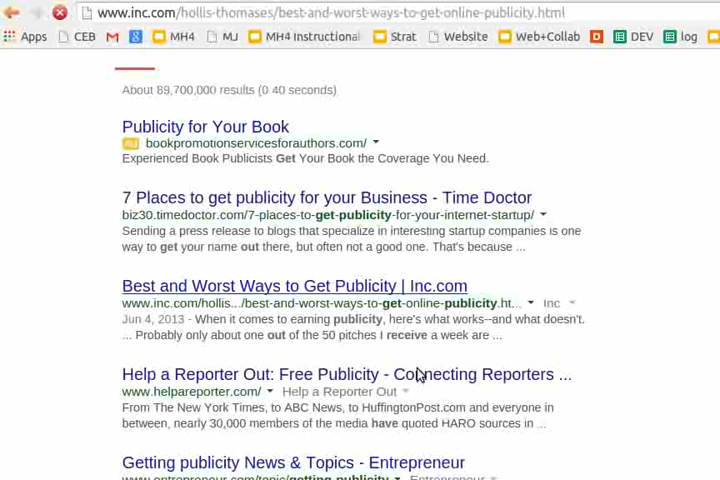 www.inc.com/hollis-thomases/best-and-worst-ways-to-get-online-publicity.html
Apps CEB MH4 MJ MH4 Instructional Strat Website Web+Collab DEV log
About 89,700,000 results (0.40 seconds)
Publicity for Your Book
Ad bookpromotionservicesforauthors.com/
Experienced Book Publicists Get Your Book the Coverage You Need.
7 Places to get publicity for your Business - Time Doctor
biz30.timedoctor.com/7-places-to-get-publicity-for-your-internet-startup/
Sending a press release to blogs that specialize in interesting startup companies is one
way to get your name out there, but often not a good one. That's because ...
Best and Worst Ways to Get Publicity | Inc.com
www.inc.com/hollis.../best-and-worst-ways-to-get-online-publicity.ht... Inc
Jun 4, 2013 - When it comes to earning publicity, here's what works--and what doesn't.
... Probably only about one out of the 50 pitches I receive a week are ...
Help a Reporter Out: Free Publicity - Connecting Reporters ...
www.helpareporter.com/ Help a Reporter Out
From The New York Times, to ABC News, to HuffingtonPost.com and everyone in
between, nearly 30,000 members of the media have quoted HARO sources in ...
Getting publicity News & Topics - Entrepreneur
www.entrepreneur.com/topic/getting-publicity Entrepreneur